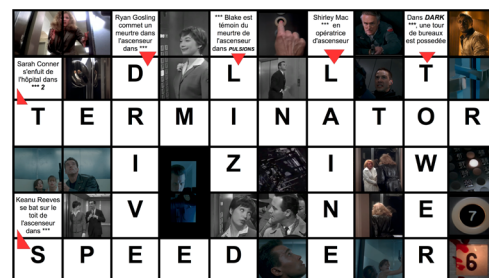 Ryan Gosling
commet un
meurtre dans
l'ascenseur
dans ***
*** Blake est
témoin du
meurtre de
l'ascenseur
dans PULSIONS
Shirley Mac
*** en
opératrice
d'ascenseur
Dans DARK
***, une tour
de bureaux
est possedée
Sarah Conner
s'enfuit de
l'hôpital dans
*** 2
D L L T
T E R M I N A T O R
I Z I W
Keanu Reeves
se bat sur le
toit de
l'ascenseur
dans ***
V N E
7
S P E E D E R
6